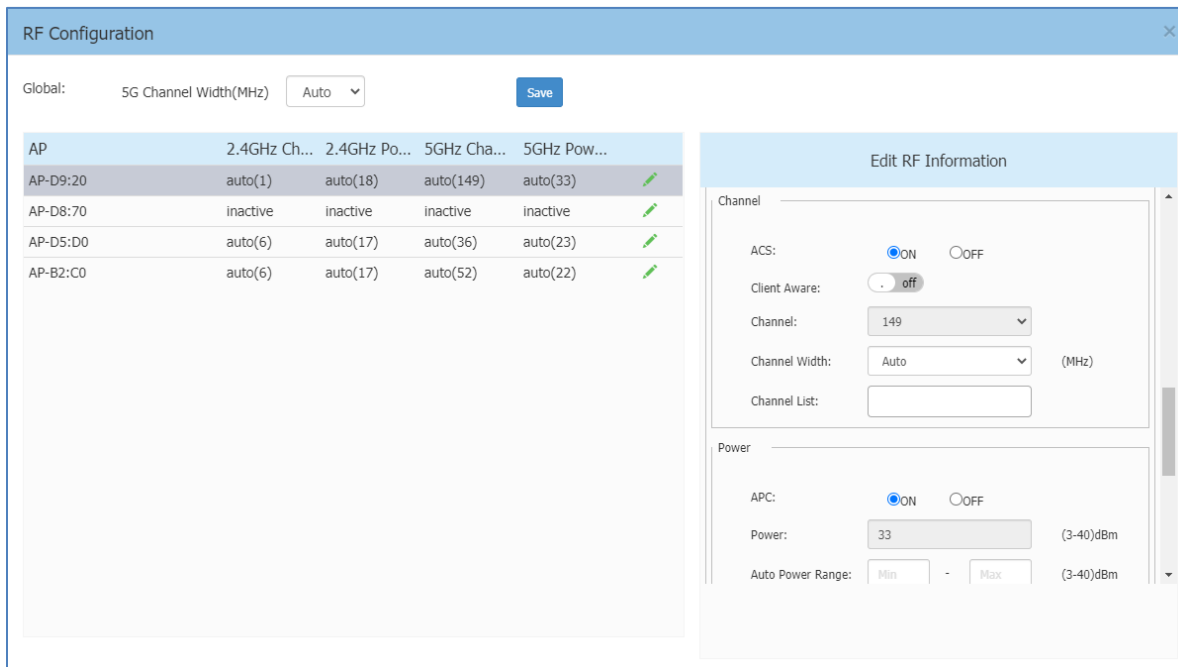 RF Configuration
Global: 5G Channel Width(MHz) Auto Save
AP 2.4GHz Ch... 2.4GHz Po... 5GHz Cha... 5GHz Pow...
AP-D9:20 auto(1) auto(18) auto(149) auto(33)
AP-D8:70 inactive inactive inactive inactive
AP-D5:D0 auto(6) auto(17) auto(36) auto(23)
AP-B2:C0 auto(6) auto(17) auto(52) auto(22)
Edit RF Information
Channel
ACS: ON OFF
Client Aware: off
Channel: 149
Channel Width: Auto (MHz)
Channel List:
Power
APC: ON OFF
Power: 33 (3-40)dBm
Auto Power Range: Min - Max (3-40)dBm